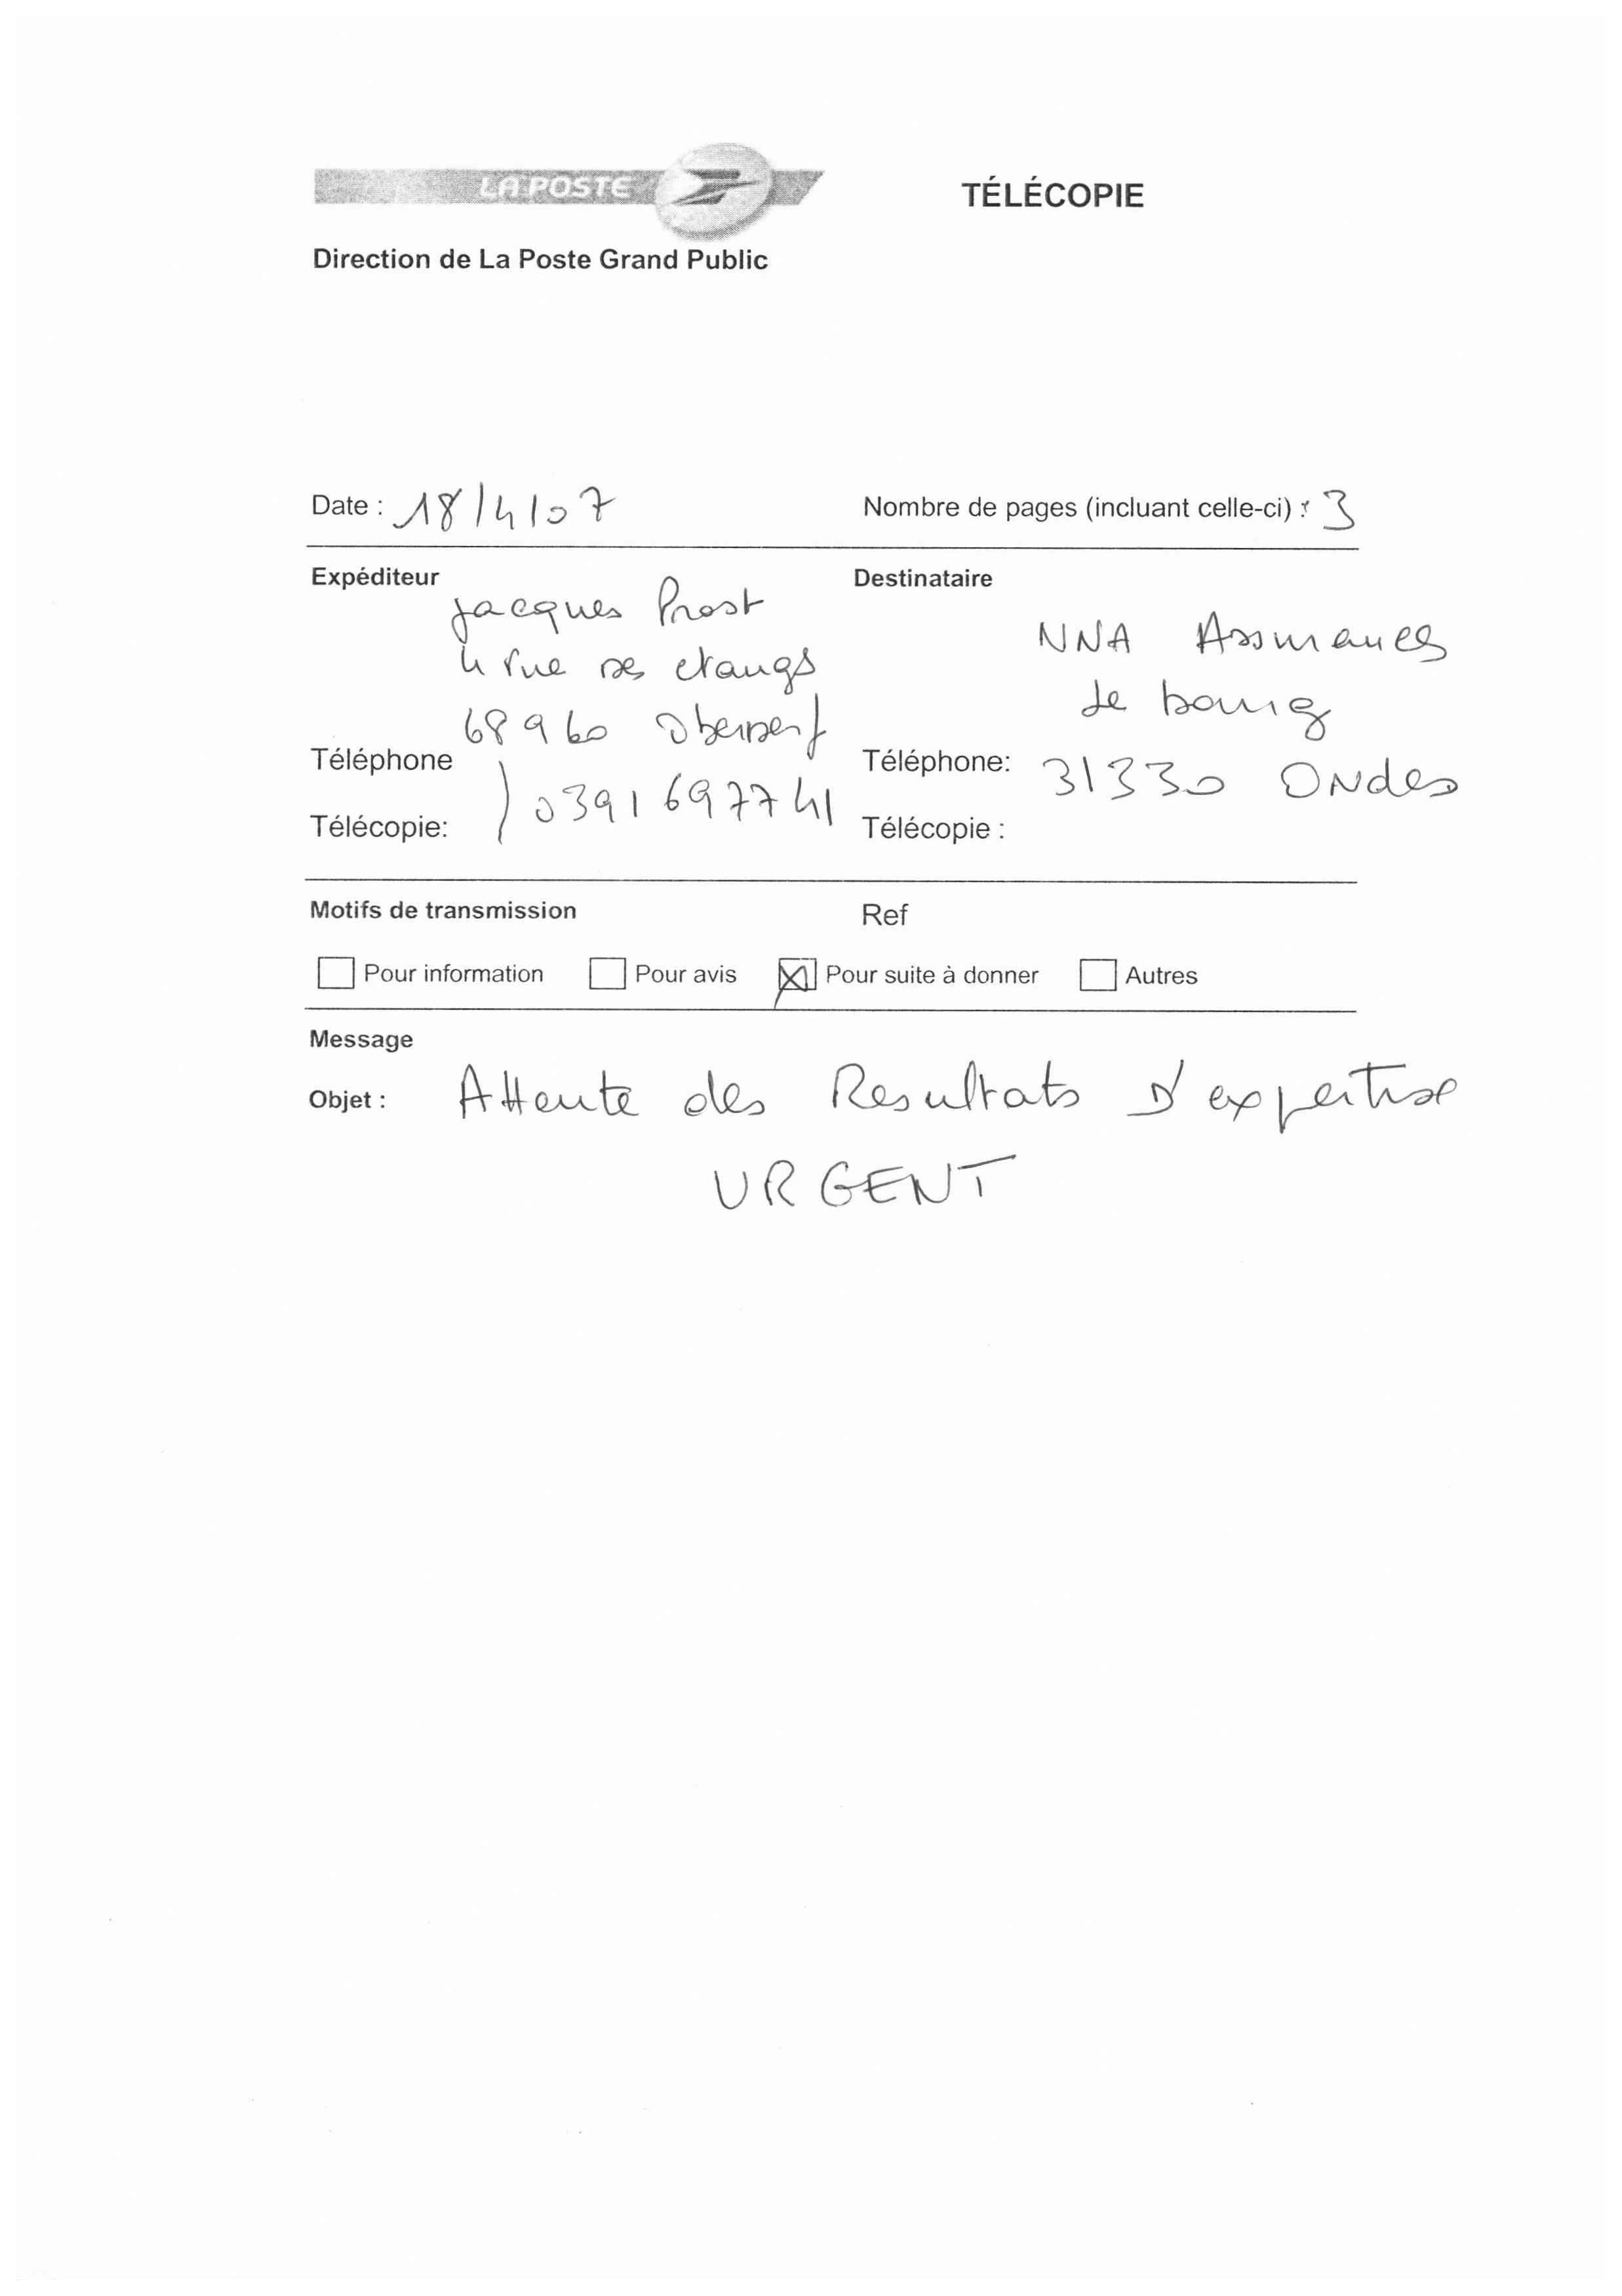 LA POSTE
TÉLÉCOPIE
Direction de La Poste Grand Public
Date : 18/4/07 Nombre de pages (incluant celle-ci) : 3
Expéditeur Destinataire
Jacques Prost
NNA Assurances
4 rue des etangs
Le bourg
68960
Téléphone Téléphone: 31330 Ondes
0391697741
Télécopie: Télécopie :
Motifs de transmission Ref
Pour information Pour avis Pour suite à donner Autres
Message
Objet : Attente des Resultats D'expertise
URGENT